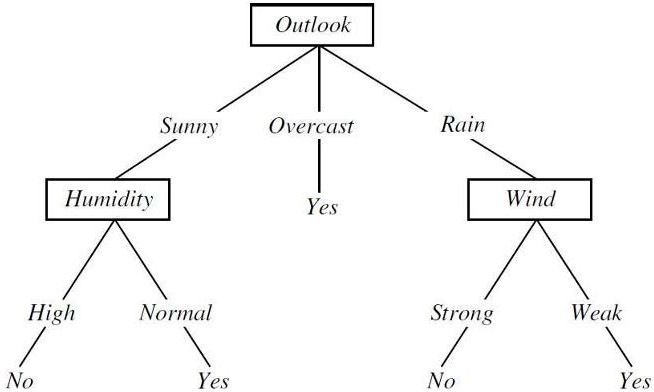 Outlook
Sunny Overcast Rain
Humidity Yes Wind
High Normal Strong Weak
No Yes No Yes